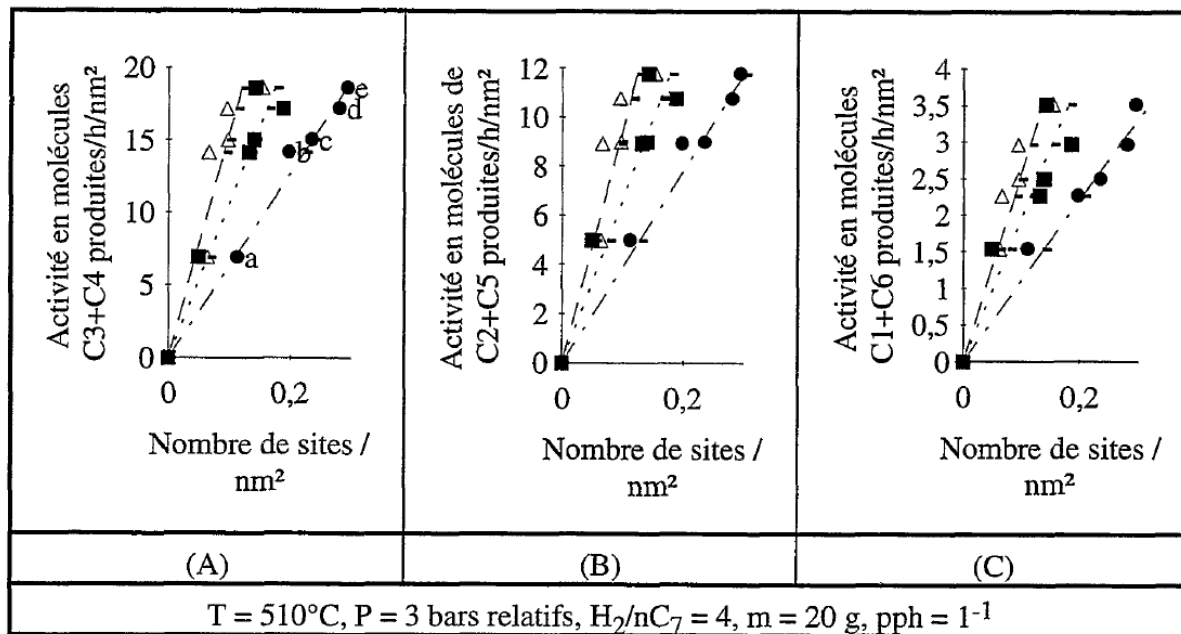 Activité en molécules
C3+C4 produites/h/nm²
20
15
10
5
0
0
0,2
a
b
c
d
e
Nombre de sites /
nm²
Activité en molécules de
C2+C5 produites/h/nm²
12
10
8
6
4
2
0
0
0,2
Nombre de sites /
nm²
Activité en molécules
C1+C6 produites/h/nm²
4
3,5
3
2,5
2
1,5
1
0,5
0
0
0,2
Nombre de sites /
nm²
(A)
(B)
(C)
T = 510°C, P = 3 bars relatifs, H₂/nC₇ = 4, m = 20 g, pph = 1⁻¹